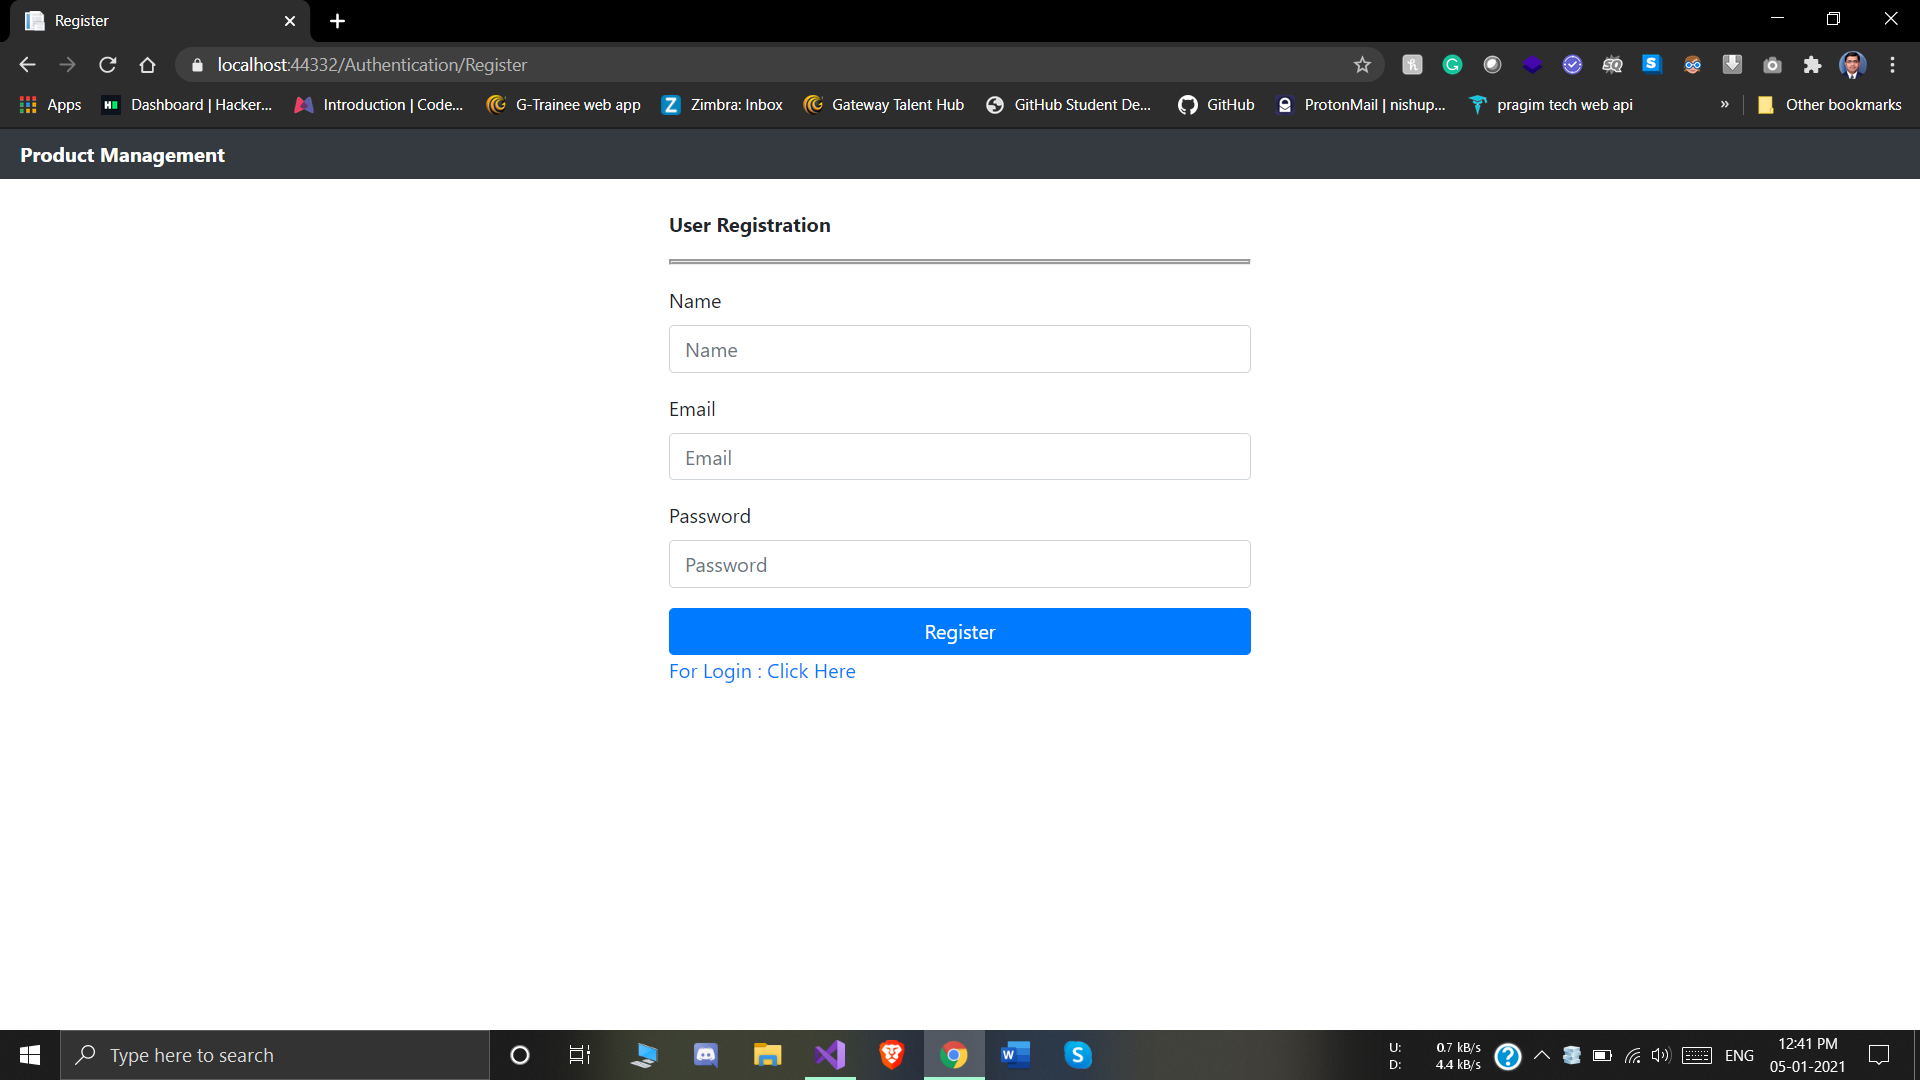 Register
localhost:44332/Authentication/Register
Apps
Dashboard | Hacker...
Introduction | Code...
G-Trainee web app
Zimbra: Inbox
Gateway Talent Hub
GitHub Student De...
GitHub
ProtonMail | nishup...
pragim tech web api
»
Other bookmarks
Product Management
User Registration
Name
Name
Email
Email
Password
Password
Register
For Login : Click Here
Type here to search
U: 0.7 kB/s
D: 4.4 kB/s
ENG
12:41 PM
05-01-2021